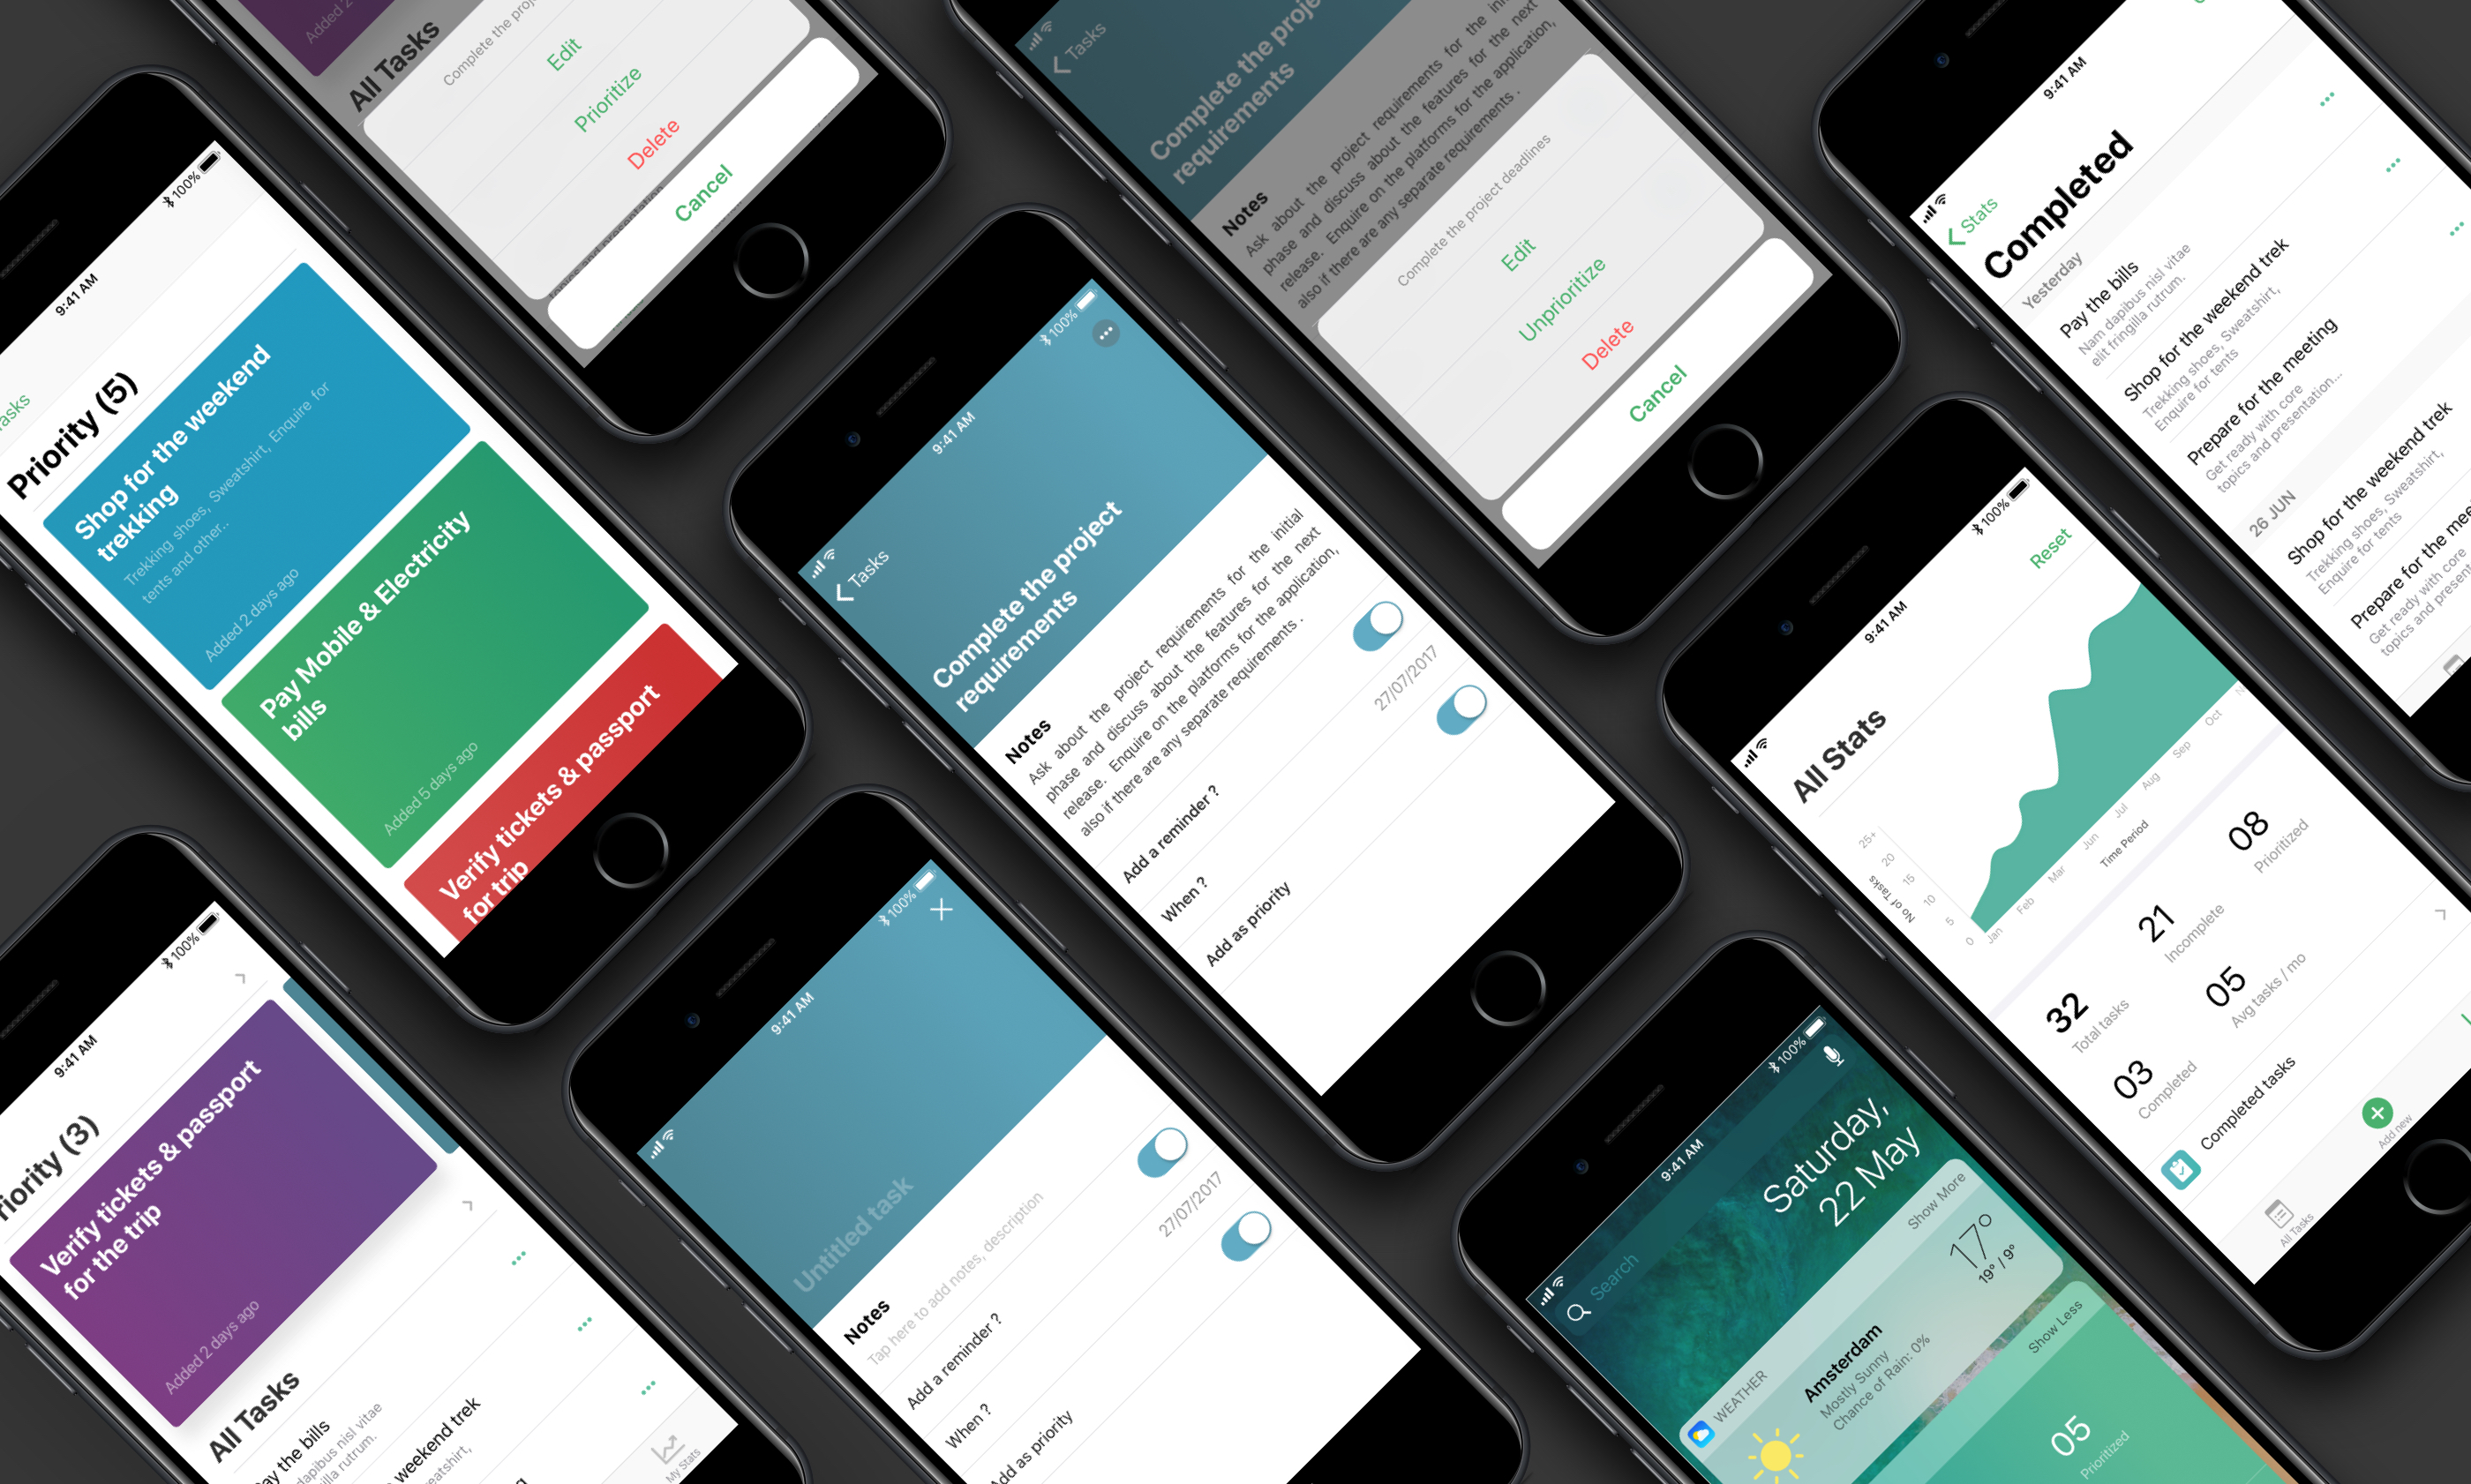 Added 2
All Tasks
Complete the proje
Edit
Prioritize
Delete
Cancel
Tasks
Complete the projec
requirements
Notes
Ask about the project requirements for the initi
phase and discuss about the features for the next
release. Enquire on the platforms for the application,
also if there are any separate requirements .
Complete the project deadlines
Edit
Unprioritize
Delete
Cancel
9:41 AM
Stats
Completed
Yesterday
Pay the bills
Nam dapibus nisl vitae
elit fringilla rutrum.
Shop for the weekend trek
Trekking shoes, Sweatshirt,
Enquire for tents
Prepare for the meeting
Get ready with core
topics and presentation...
26 JUN
Shop for the weekend trek
Trekking shoes, Sweatshirt,
Enquire for tents
Prepare for the mee
Get ready with core
topics and present
9:41 AM
100%
asks
Priority (5)
Shop for the weekend
trekking
Trekking shoes, Sweatshirt, Enquire for
tents and other..
Added 2 days ago
Pay Mobile & Electricity
bills
Added 5 days ago
Verify tickets & passport
for trip
9:41 AM
100%
Tasks
Complete the project
requirements
Notes
Ask about the project requirements for the initial
phase and discuss about the features for the next
release. Enquire on the platforms for the application,
also if there are any separate requirements .
Add a reminder ?
When ?
27/07/2017
Add as priority
9:41 AM
100%
Reset
All Stats
25+
20
15
10
5
0
No of Tasks
Jan
Feb
Mar
Jun
Jul
Aug
Sep
Oct
Time Period
32
Total tasks
21
Incomplete
08
Prioritized
03
Completed
05
Avg tasks / mo
Completed tasks
All Tasks
Add new
9:41 AM
100%
riority (3)
Verify tickets & passport
for the trip
Added 2 days ago
All Tasks
ay the bills
dapibus nisl vitae
illa rutrum.
weekend trek
eatshirt,
My Stats
9:41 AM
100%
Untitled task
Notes
Tap here to add notes, description
Add a reminder ?
When ?
27/07/2017
dd as priority
9:41 AM
100%
Search
Saturday,
22 May
WEATHER
Show More
Amsterdam
Mostly Sunny
Chance of Rain: 0%
17°
19° / 9°
Show Less
05
Prioritized